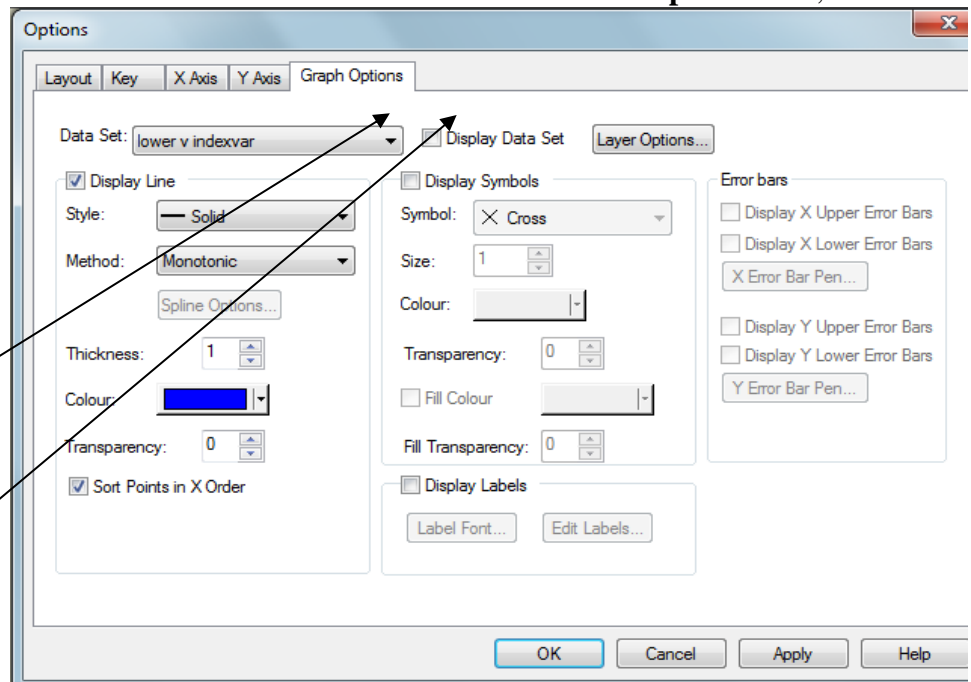 Options
Layout Key X Axis Y Axis Graph Options
Data Set: lower v indexvar Display Data Set Layer Options...
Display Line
Style: Solid
Method: Monotonic
Spline Options...
Thickness: 1
Colour:
Transparency: 0
Sort Points in X Order
Display Symbols
Symbol: Cross
Size: 1
Colour:
Transparency: 0
Fill Colour
Fill Transparency: 0
Display Labels
Label Font... Edit Labels...
Error bars
Display X Upper Error Bars
Display X Lower Error Bars
X Error Bar Pen...
Display Y Upper Error Bars
Display Y Lower Error Bars
Y Error Bar Pen...
OK Cancel Apply Help